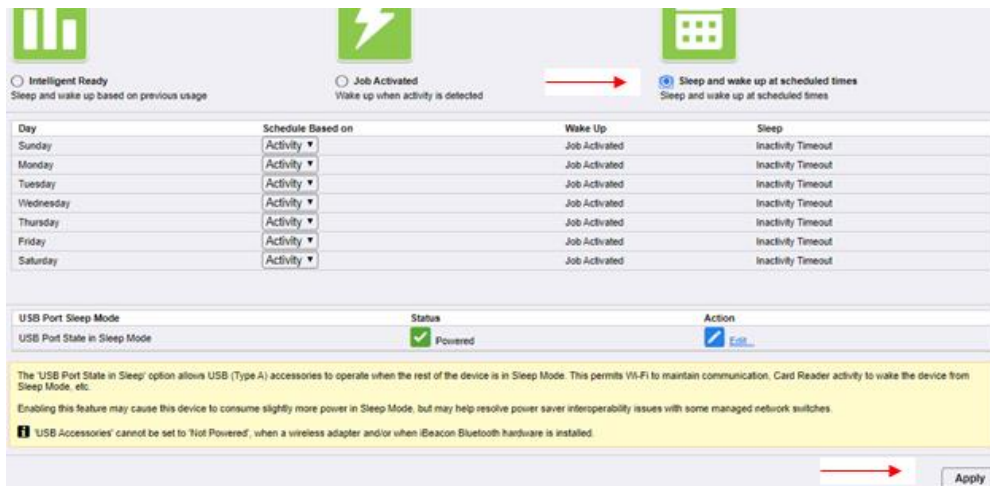 Intelligent Ready
Sleep and wake up based on previous usage
Job Activated
Wake up when activity is detected
Sleep and wake up at scheduled times
Sleep and wake up at scheduled times
Day Schedule Based on Wake Up Sleep
Sunday Activity Job Activated Inactivity Timeout
Monday Activity Job Activated Inactivity Timeout
Tuesday Activity Job Activated Inactivity Timeout
Wednesday Activity Job Activated Inactivity Timeout
Thursday Activity Job Activated Inactivity Timeout
Friday Activity Job Activated Inactivity Timeout
Saturday Activity Job Activated Inactivity Timeout
USB Port Sleep Mode Status Action
USB Port State in Sleep Mode Powered Edit...
The 'USB Port State in Sleep' option allows USB (Type A) accessories to operate when the rest of the device is in Sleep Mode. This permits Wi-Fi to maintain communication, Card Reader activity to wake the device from
Sleep Mode, etc.
Enabling this feature may cause this device to consume slightly more power in Sleep Mode, but may help resolve power saver interoperability issues with some managed network switches.
'USB Accessories' cannot be set to 'Not Powered', when a wireless adapter and/or when iBeacon Bluetooth hardware is installed.
Apply